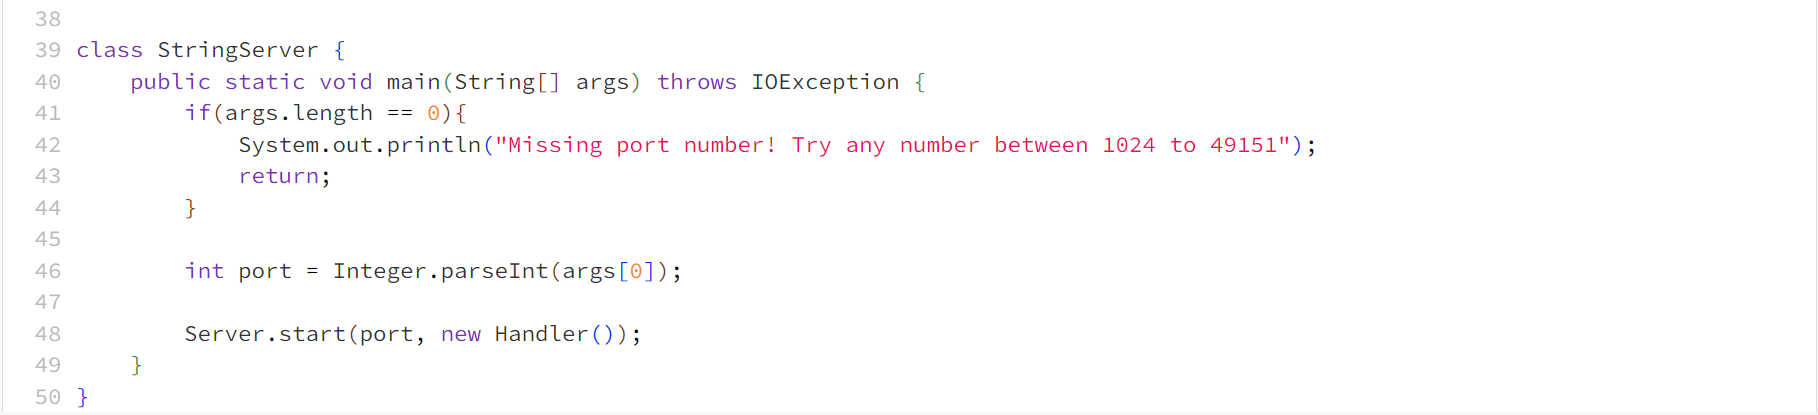 38
39 class StringServer {
40     public static void main(String[] args) throws IOException {
41         if(args.length == 0){
42             System.out.println("Missing port number! Try any number between 1024 to 49151");
43             return;
44         }
45
46         int port = Integer.parseInt(args[0]);
47
48         Server.start(port, new Handler());
49     }
50 }